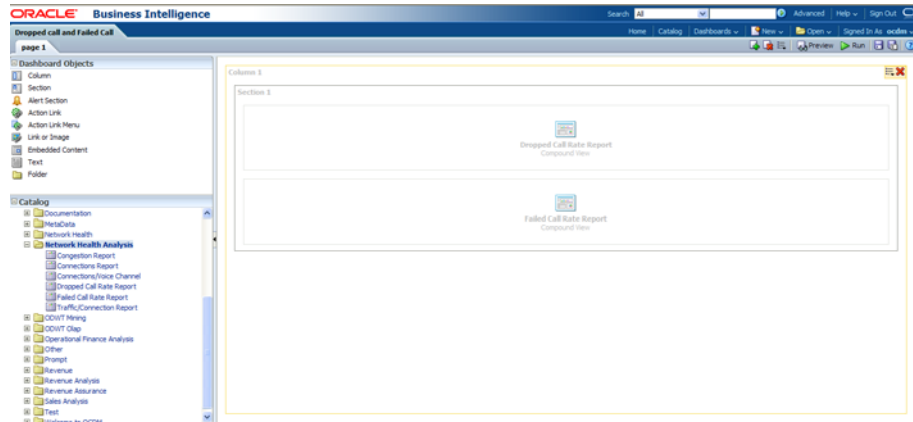 ORACLE Business Intelligence
Search All Advanced Help Sign Out
Dropped call and Failed Call
Home Catalog Dashboards New Open Signed In As ocdm
page 1
Preview Run
Dashboard Objects
Column
Section
Alert Section
Action Link
Action Link Menu
Link or Image
Embedded Content
Text
Folder
Catalog
Documentation
MetaData
Network Health
Network Health Analysis
Congestion Report
Connections Report
Connections/Voice Channel
Dropped Call Rate Report
Failed Call Rate Report
Traffic/Connection Report
ODWT Mining
ODWT Olap
Operational Finance Analysis
Other
Prompt
Revenue
Revenue Analysis
Revenue Assurance
Sales Analysis
Test
Welcome to OCDM
Column 1
Section 1
Dropped Call Rate Report
Compound View
Failed Call Rate Report
Compound View